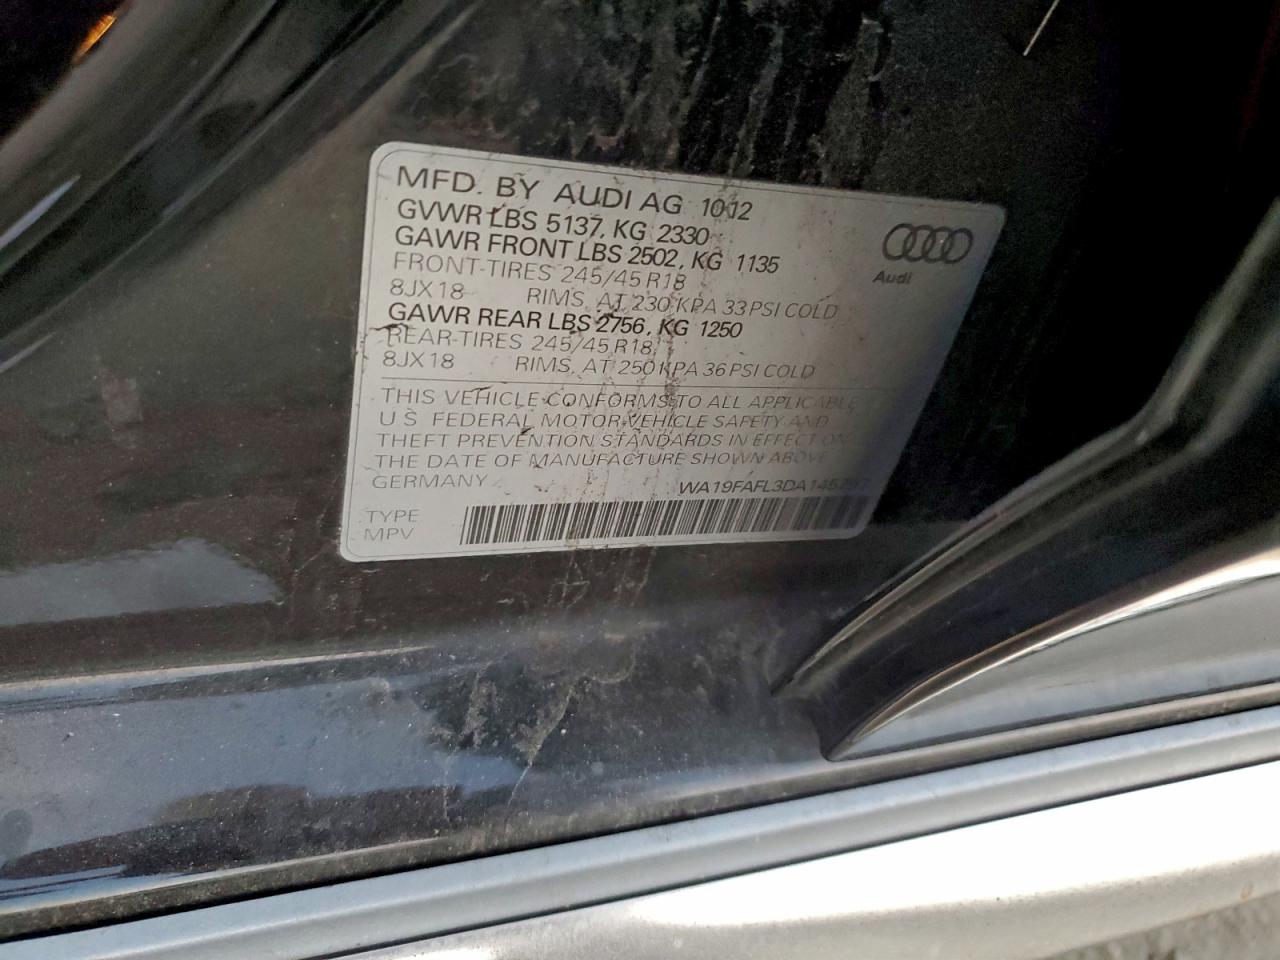 MFD. BY AUDI AG 10 12
GVWR LBS 5137, KG 2330
GAWR FRONT LBS 2502, KG 1135
FRONT-TIRES 245/45 R18
8JX18 RIMS, AT 230 KPA 33 PSI COLD
GAWR REAR LBS 2756, KG 1250
REAR-TIRES 245/45 R18
8JX18 RIMS, AT 250 KPA 36 PSI COLD
Audi
THIS VEHICLE CONFORMS TO ALL APPLICABLE
U S FEDERAL MOTOR-VEHICLE SAFETY AND
THEFT PREVENTION STANDARDS IN EFFECT ON
THE DATE OF MANUFACTURE SHOWN ABOVE
GERMANY
TYPE
MPV